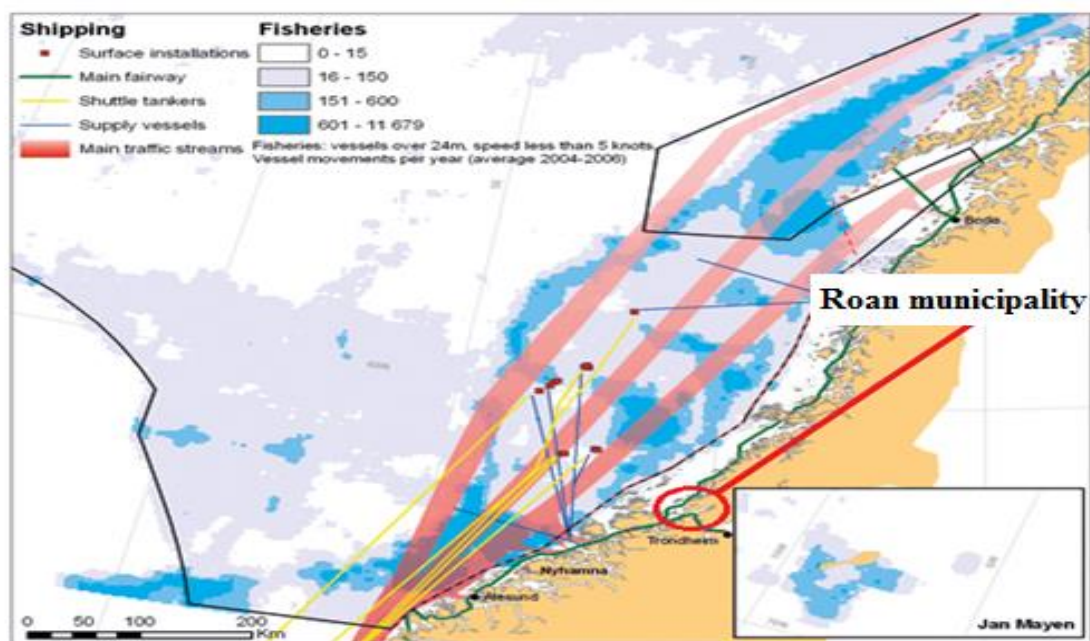 Shipping
Surface installations
Main fairway
Shuttle tankers
Supply vessels
Main traffic streams
Fisheries
0 - 15
16 - 150
151 - 600
601 - 11 679
Fisheries: vessels over 24m, speed less than 5 knots
Vessel movements per year (average 2004-2006)
Bodø
Roan municipality
Trondheim
Nyhamna
Ålesund
0 50 100 200
Km
Jan Mayen